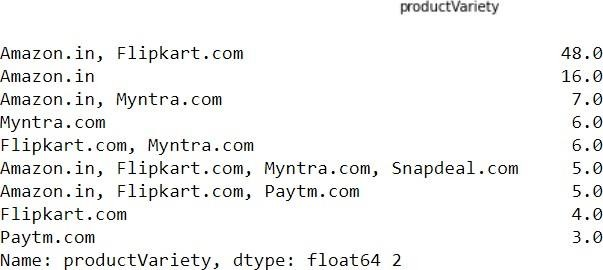 productVariety
Amazon.in, Flipkart.com 48.0
Amazon.in 16.0
Amazon.in, Myntra.com 7.0
Myntra.com 6.0
Flipkart.com, Myntra.com 6.0
Amazon.in, Flipkart.com, Myntra.com, Snapdeal.com 5.0
Amazon.in, Flipkart.com, Paytm.com 5.0
Flipkart.com 4.0
Paytm.com 3.0
Name: productVariety, dtype: float64 2